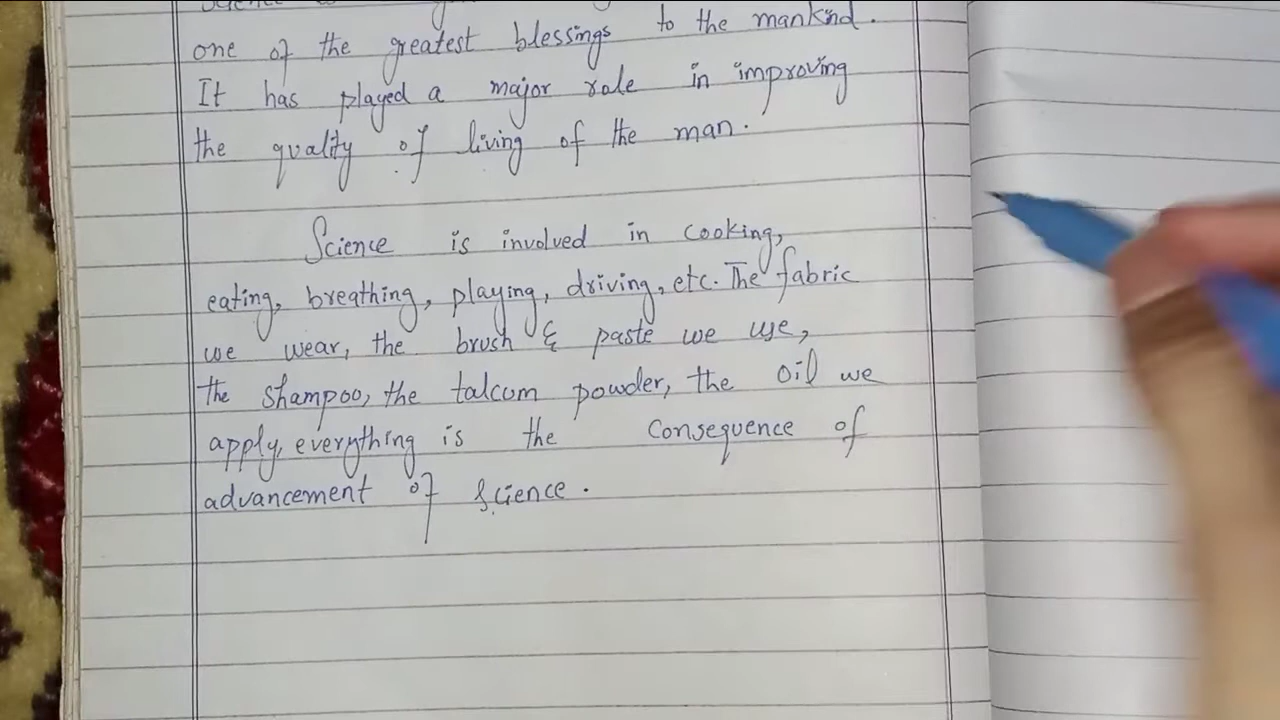 Science
one of the greatest blessings to the mankind.
It has played a major role in improving
the quality of living of the man.
Science is involved in cooking,
eating, breathing, playing, driving, etc. The fabric
we wear, the brush & paste we use,
the shampoo, the talcum powder, the oil we
apply, everything is the consequence of
advancement of science.